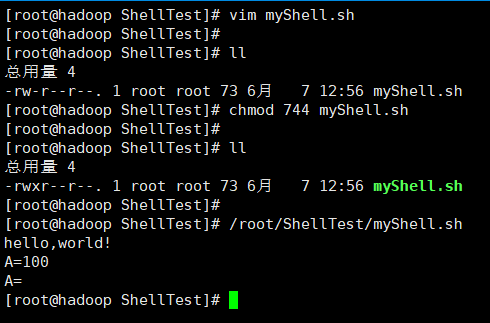 [root@hadoop ShellTest]# vim myShell.sh
[root@hadoop ShellTest]#
[root@hadoop ShellTest]#
[root@hadoop ShellTest]# ll
总用量 4
-rw-r--r--. 1 root root 73 6月   7 12:56 myShell.sh
[root@hadoop ShellTest]# chmod 744 myShell.sh
[root@hadoop ShellTest]#
[root@hadoop ShellTest]# ll
总用量 4
-rwxr--r--. 1 root root 73 6月   7 12:56 myShell.sh
[root@hadoop ShellTest]#
[root@hadoop ShellTest]# /root/ShellTest/myShell.sh
hello,world!
A=100
A=
[root@hadoop ShellTest]#